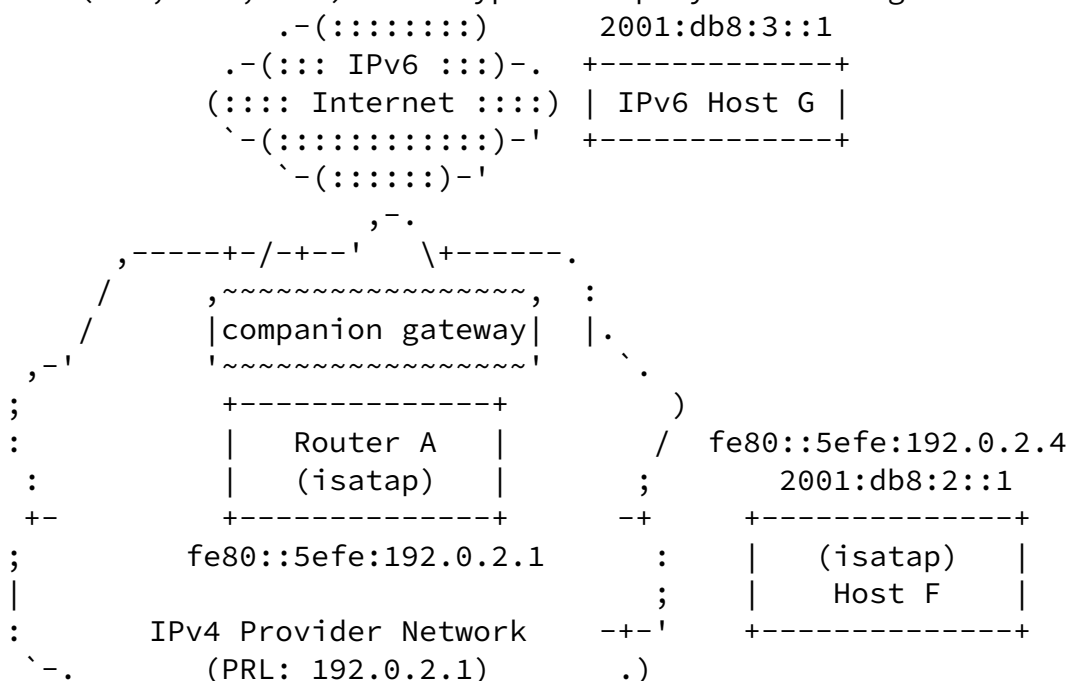 .-(::::::::)      2001:db8:3::1
.-(::: IPv6 :::)-.  +-------------+
(:::: Internet ::::) | IPv6 Host G |
`-(::::::::::::)-'  +-------------+
`-(::::::)-'
,-.
,-----+-/-+--'   \+------.
/      ,~~~~~~~~~~~~~~~~~,  :
/       |companion gateway|  |.
,-'        '~~~~~~~~~~~~~~~~~'    `.
;            +--------------+         )
:            |   Router A   |        /  fe80::5efe:192.0.2.4
:           |   (isatap)   |       ;       2001:db8:2::1
+-          +--------------+       -+     +--------------+
;          fe80::5efe:192.0.2.1      :    |   (isatap)   |
|                                    ;    |    Host F    |
:        IPv4 Provider Network    -+-'    +--------------+
`-.       (PRL: 192.0.2.1)       .)